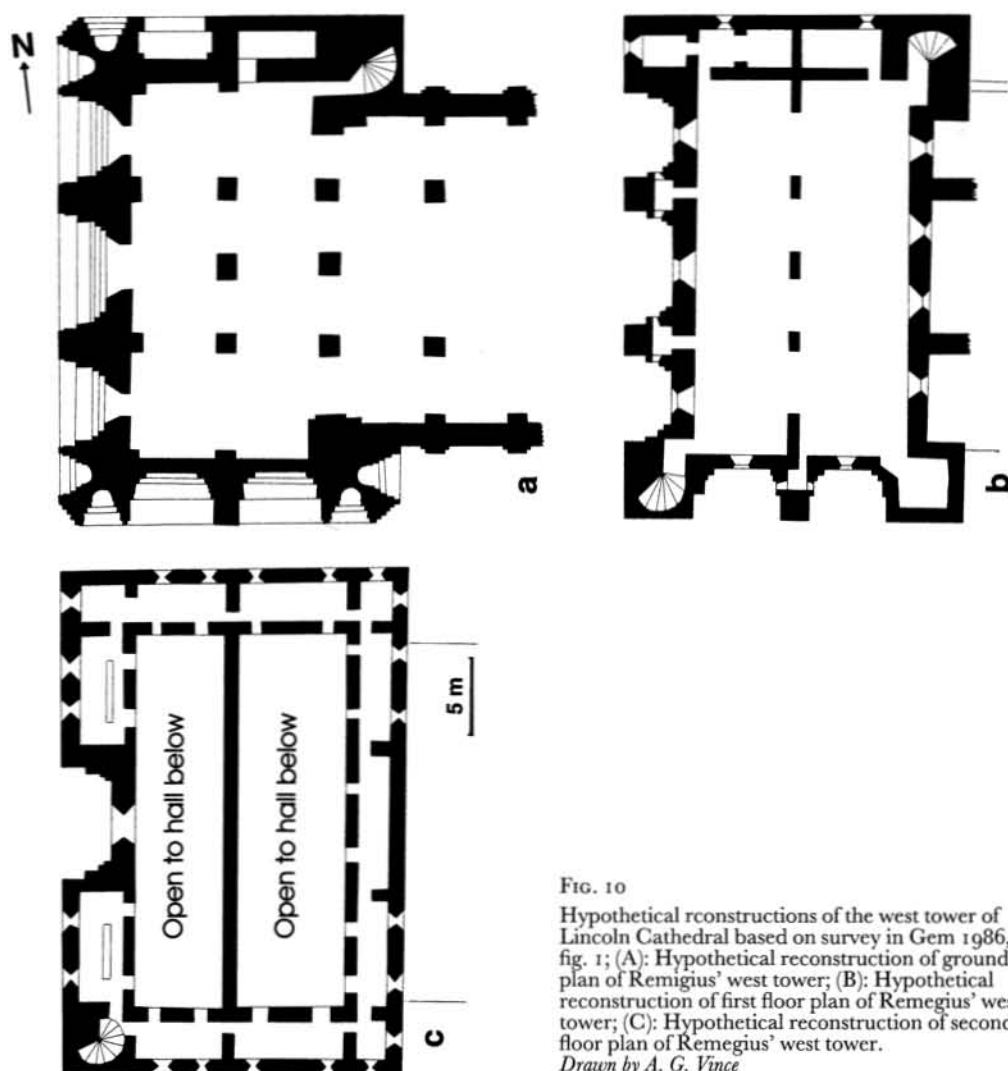 N
a
b
Open to hall below
Open to hall below
c
5 m
FIG. 10
Hypothetical rconstructions of the west tower of
Lincoln Cathedral based on survey in Gem 1986,
fig. 1; (A): Hypothetical reconstruction of ground
plan of Remigius' west tower; (B): Hypothetical
reconstruction of first floor plan of Remegius'
tower; (C): Hypothetical reconstruction of second
floor plan of Remegius' west tower.
Drawn by A. G. Vince